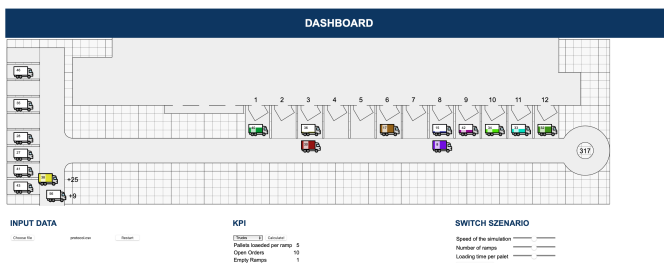 DASHBOARD
1 2 3 4 5 6 7 8 9 10 11 12
317
+25
+9
INPUT DATA
Choose file
Restart
KPI
Trucks
Calculate!
Pallets loaeded per ramp 5
Open Orders 10
Empty Ramps 1
SWITCH SZENARIO
Speed of the simulation
Number of ramps
Loading time per palet